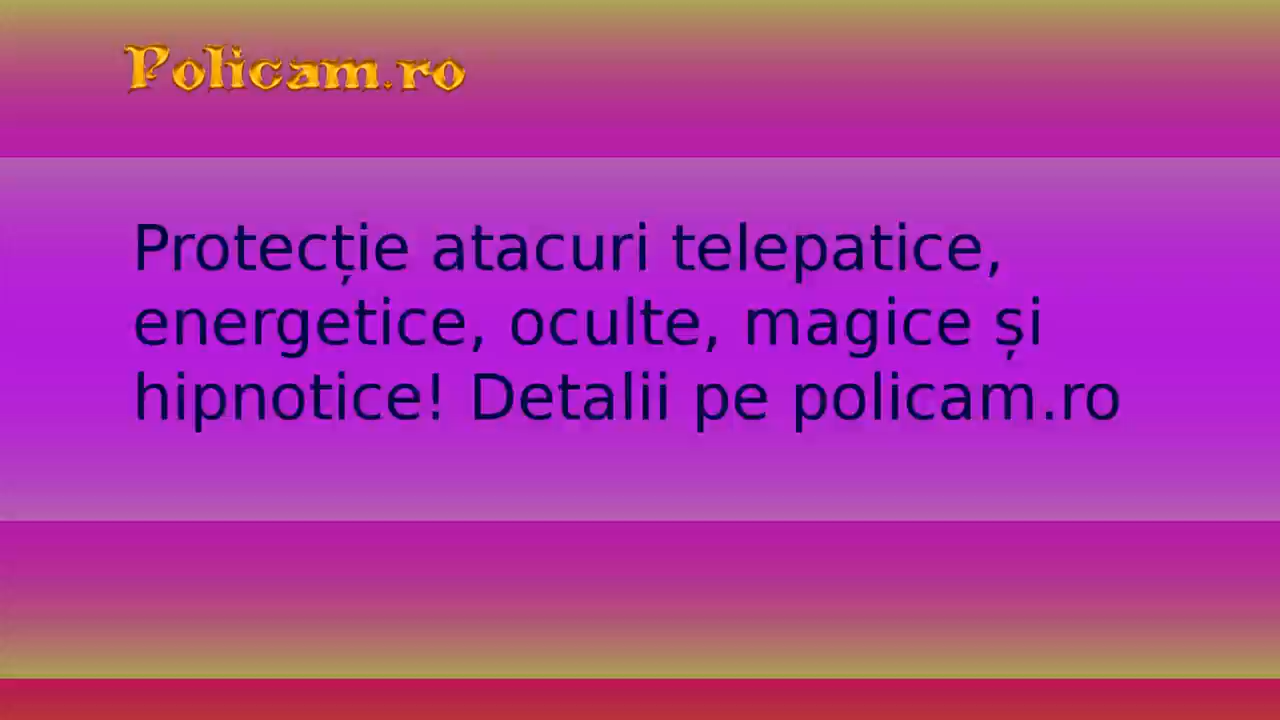 Policam.ro
Protecție atacuri telepatice,
energetice, oculte, magice și
hipnotice! Detalii pe policam.ro